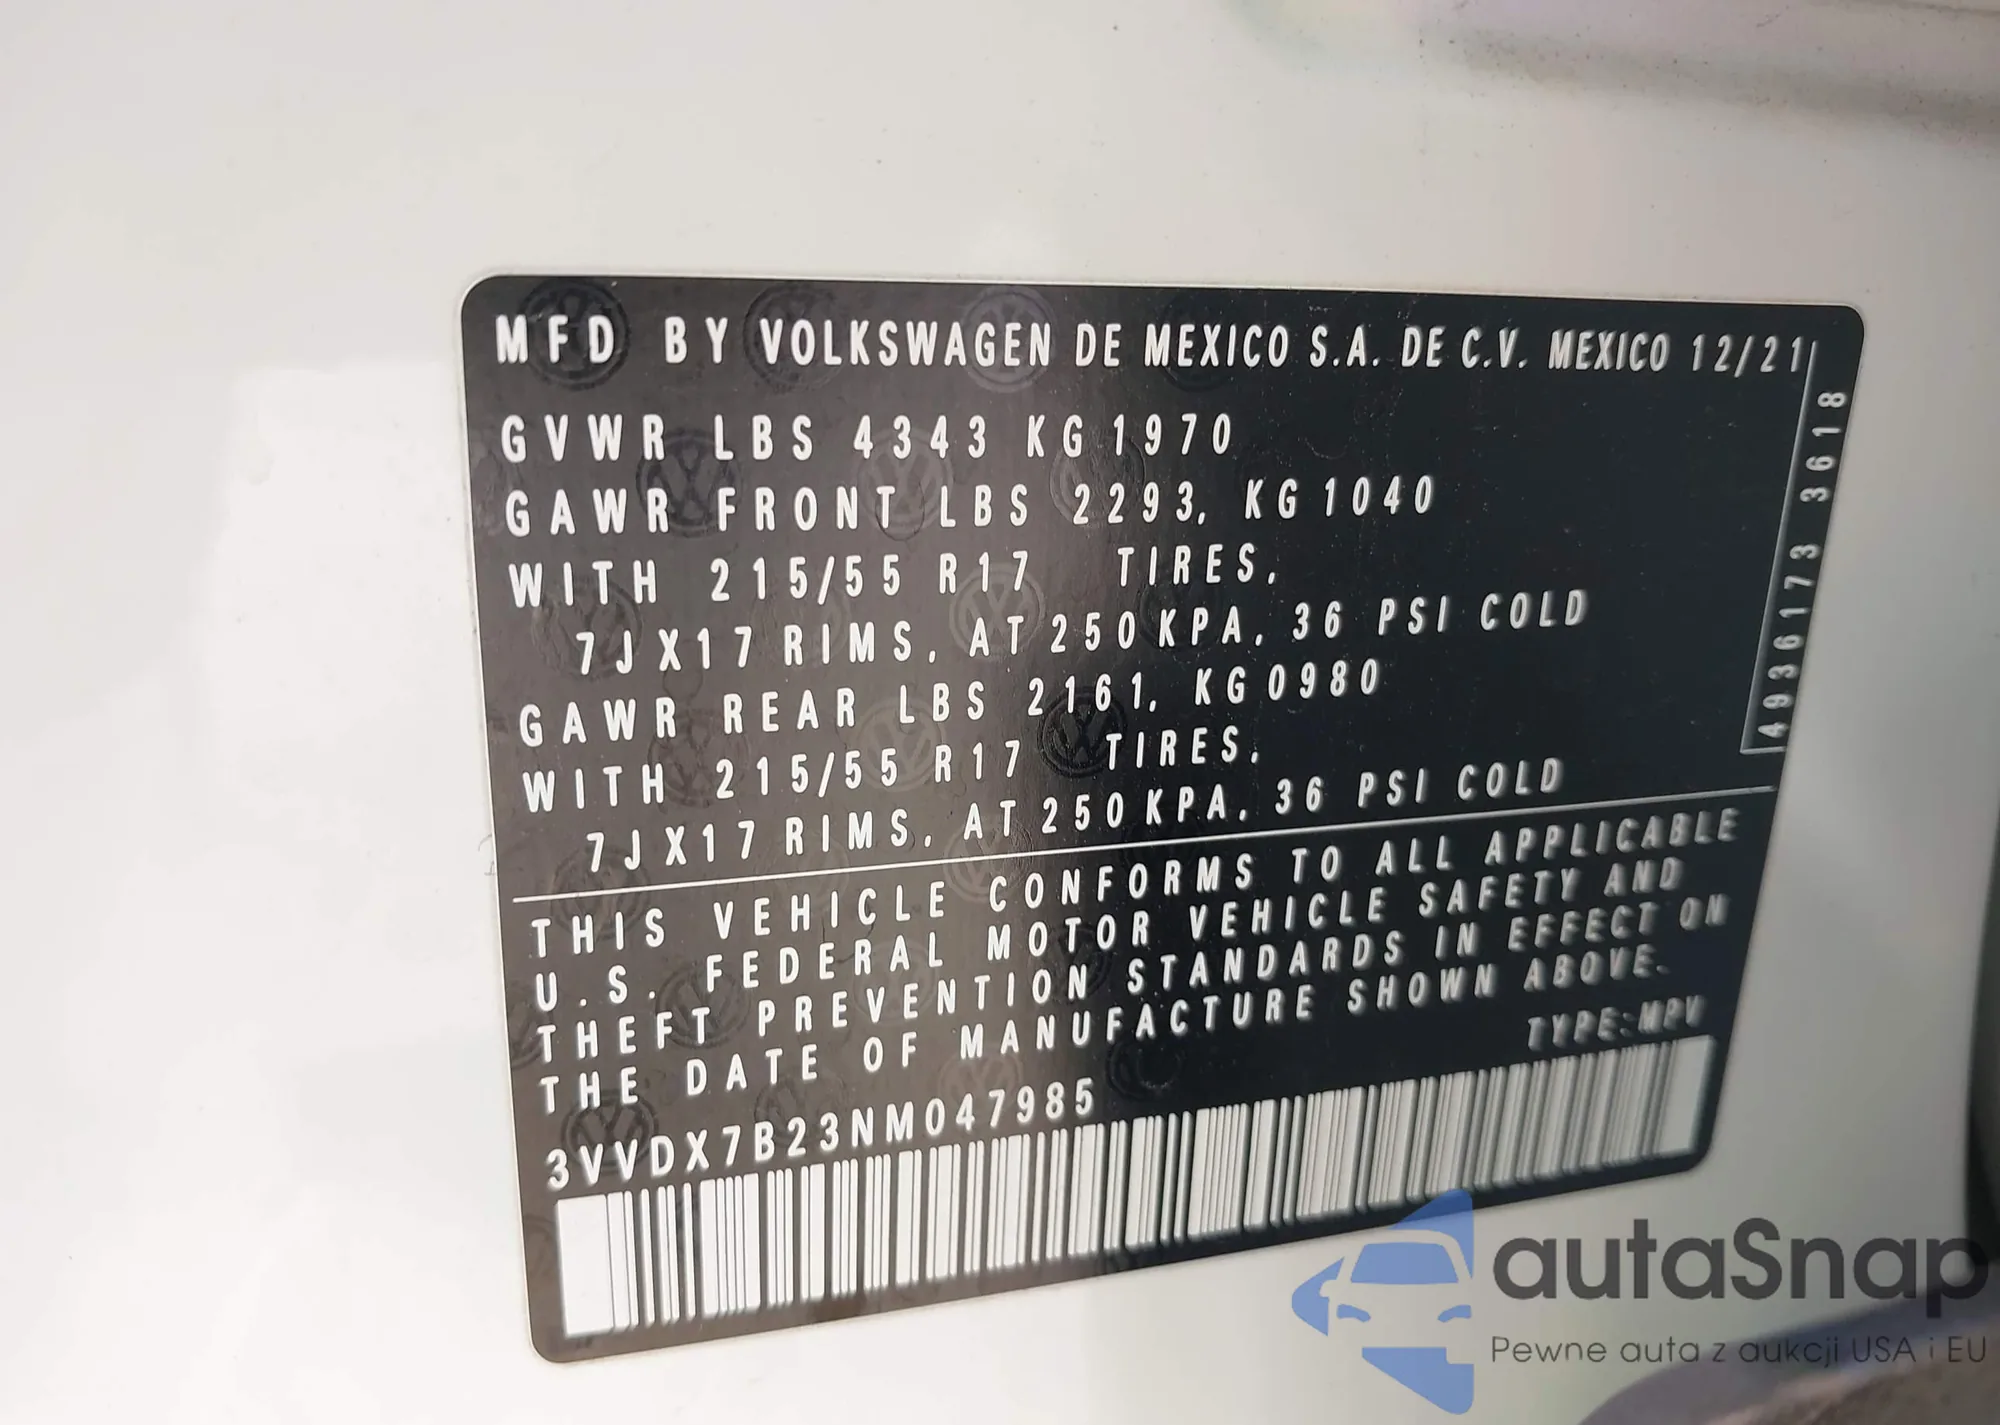 MFD BY VOLKSWAGEN DE MEXICO S.A. DE C.V. MEXICO 12/21
GVWR LBS 4343 KG 1970
GAWR FRONT LBS 2293, KG 1040
WITH 215/55 R17 TIRES,
7JX17 RIMS, AT 250 KPA, 36 PSI COLD
GAWR REAR LBS 2161, KG 0980
WITH 215/55 R17 TIRES,
7JX17 RIMS, AT 250 KPA, 36 PSI COLD
4936173 3618
THIS VEHICLE CONFORMS TO ALL APPLICABLE
U.S. FEDERAL MOTOR VEHICLE SAFETY AND
THEFT PREVENTION STANDARDS IN EFFECT ON
THE DATE OF MANUFACTURE SHOWN ABOVE.
TYPE:MPV
3VVDX7B23NM047985
autaSnap
Pewne auta z aukcji USA i EU